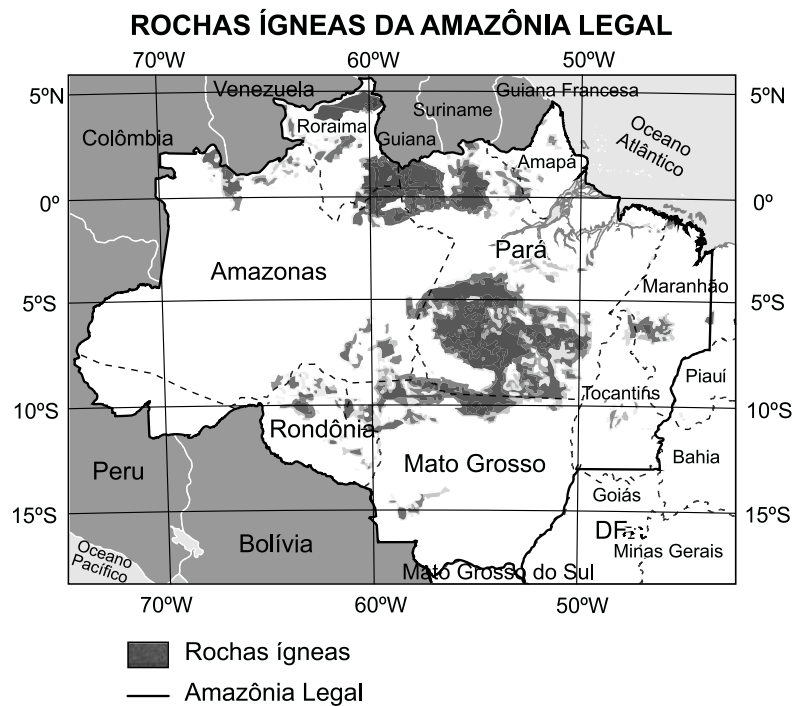 ROCHAS ÍGNEAS DA AMAZÔNIA LEGAL
70ºW 60ºW 50ºW
5ºN 5ºN
Venezuela
Guiana Francesa
Suriname
Roraima
Colômbia
Guiana
Oceano
Atlântico
Amapá
0º 0º
Pará
Amazonas
Maranhão
5ºS 5ºS
Piauí
Tocantins
10ºS 10ºS
Rondônia
Mato Grosso
Bahia
Peru
Goiás
15ºS 15ºS
DF
Bolívia
Minas Gerais
Oceano
Pacífico
Mato Grosso do Sul
70ºW 60ºW 50ºW
Rochas ígneas
Amazônia Legal